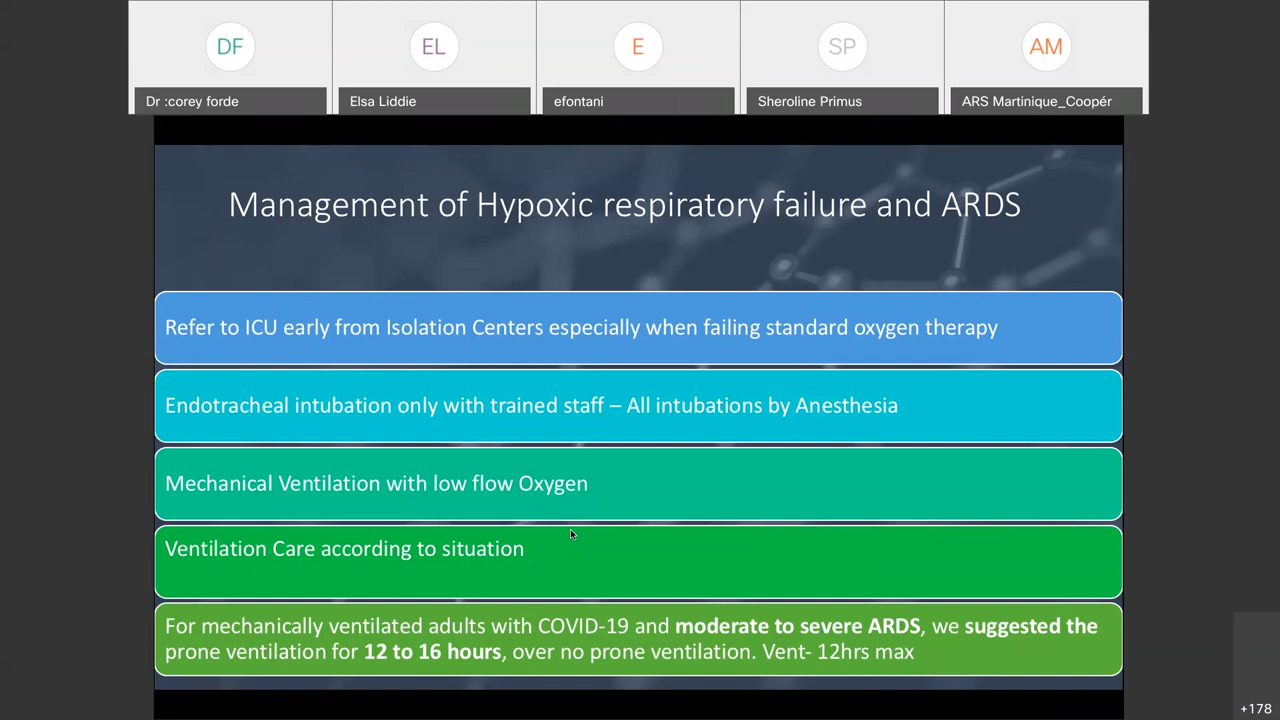 DF
EL
E
SP
AM
Dr :corey forde
Elsa Liddie
efontani
Sheroline Primus
ARS Martinique_Coopér
Management of Hypoxic respiratory failure and ARDS
Refer to ICU early from Isolation Centers especially when failing standard oxygen therapy
Endotracheal intubation only with trained staff – All intubations by Anesthesia
Mechanical Ventilation with low flow Oxygen
Ventilation Care according to situation
For mechanically ventilated adults with COVID-19 and moderate to severe ARDS, we suggested the
prone ventilation for 12 to 16 hours, over no prone ventilation. Vent- 12hrs max
+178